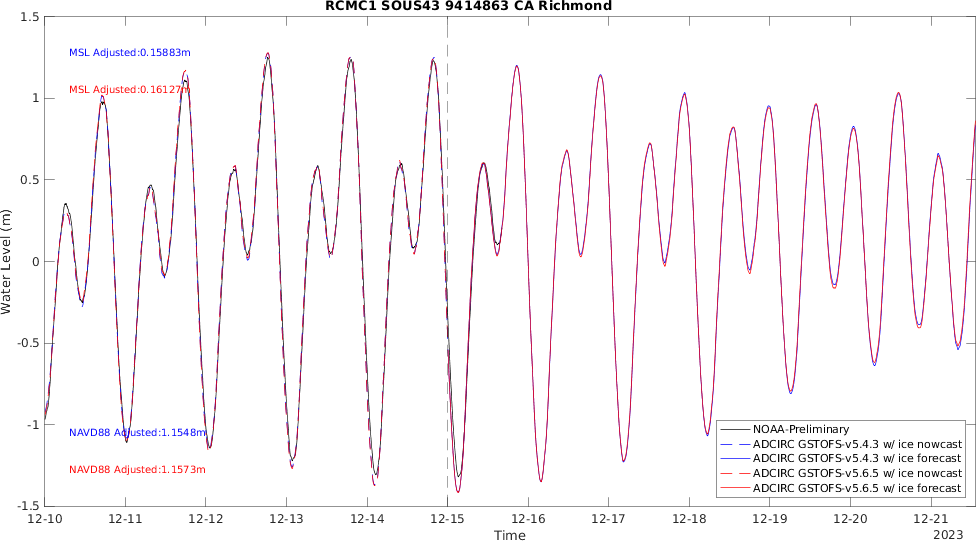 RCMC1 SOUS43 9414863 CA Richmond
1.5
1
0.5
0
-0.5
-1
-1.5
Water Level (m)
MSL Adjusted:0.15883m
MSL Adjusted:0.16127m
NAVD88 Adjusted:1.1548m
NAVD88 Adjusted:1.1573m
NOAA-Preliminary
ADCIRC GSTOFS-v5.4.3 w/ ice nowcast
ADCIRC GSTOFS-v5.4.3 w/ ice forecast
ADCIRC GSTOFS-v5.6.5 w/ ice nowcast
ADCIRC GSTOFS-v5.6.5 w/ ice forecast
12-10 12-11 12-12 12-13 12-14 12-15 12-16 12-17 12-18 12-19 12-20 12-21
Time
2023